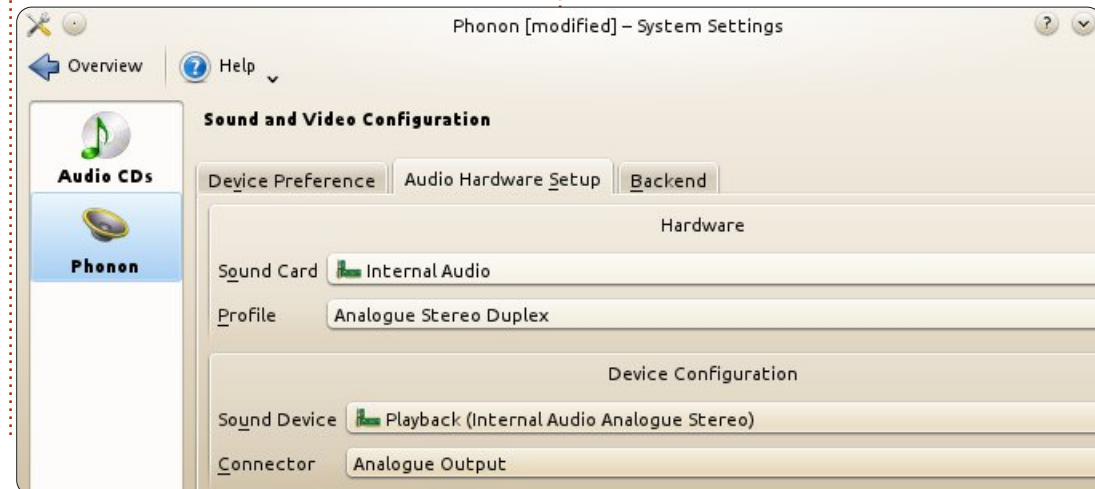 Phonon [modified] – System Settings
Overview Help
Sound and Video Configuration
Audio CDs
Phonon
Device Preference Audio Hardware Setup Backend
Hardware
Sound Card Internal Audio
Profile Analogue Stereo Duplex
Device Configuration
Sound Device Playback (Internal Audio Analogue Stereo)
Connector Analogue Output